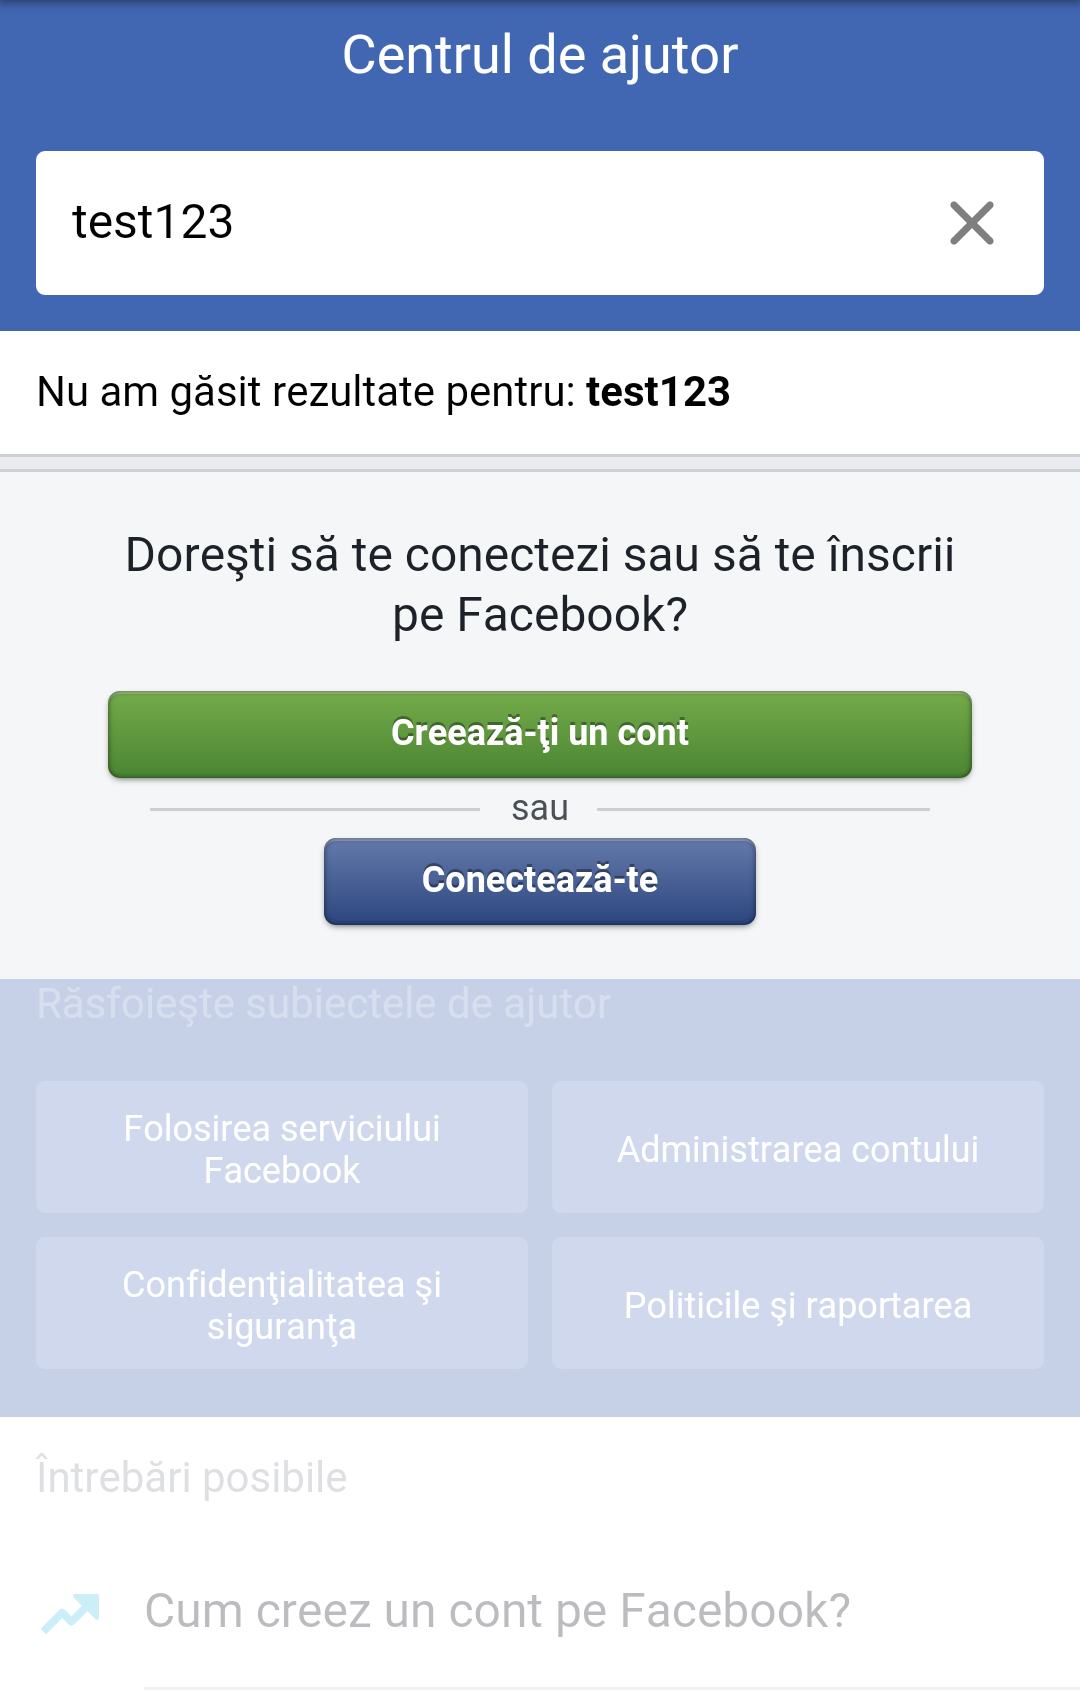 Centrul de ajutor
test123
Nu am găsit rezultate pentru: test123
Doreşti să te conectezi sau să te înscrii
pe Facebook?
Creează-ţi un cont
sau
Conectează-te
Răsfoieşte subiectele de ajutor
Folosirea serviciului
Facebook
Administrarea contului
Confidenţialitatea şi
siguranţa
Politicile şi raportarea
Întrebări posibile
Cum creez un cont pe Facebook?